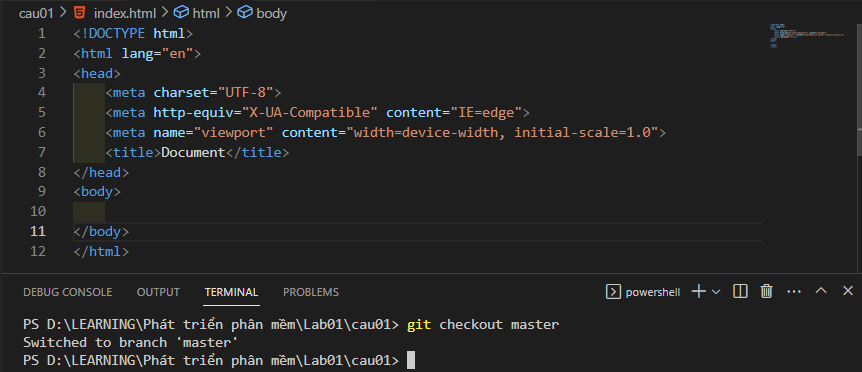 cau01 > index.html > html > body
1 <!DOCTYPE html>
2 <html lang="en">
3 <head>
4     <meta charset="UTF-8">
5     <meta http-equiv="X-UA-Compatible" content="IE=edge">
6     <meta name="viewport" content="width=device-width, initial-scale=1.0">
7     <title>Document</title>
8 </head>
9 <body>
10
11 </body>
12 </html>
DEBUG CONSOLE OUTPUT TERMINAL PROBLEMS powershell
PS D:\LEARNING\Phát triển phân mềm\Lab01\cau01> git checkout master
Switched to branch 'master'
PS D:\LEARNING\Phát triển phân mềm\Lab01\cau01>